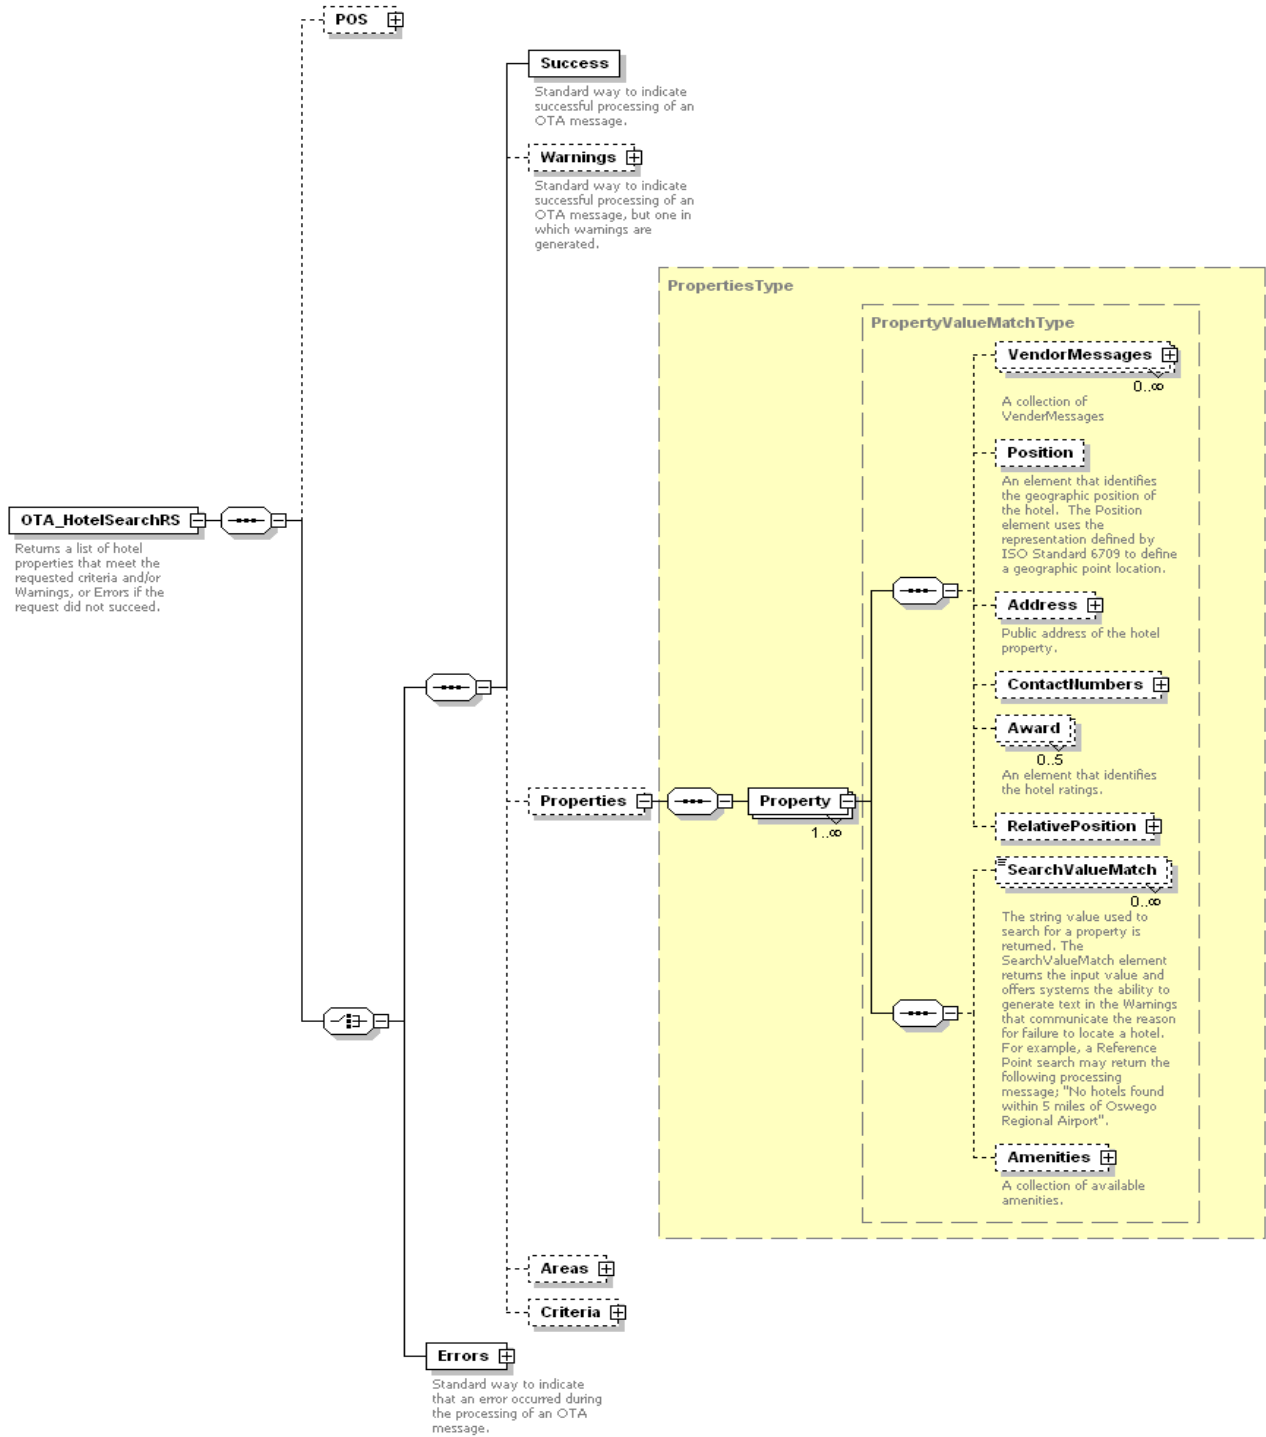 POS
Success
Standard way to indicate
successful processing of an
OTA message.
Warnings
Standard way to indicate
successful processing of an
OTA message, but one in
which warnings are
generated.
PropertiesType
PropertyValueMatchType
VendorMessages
0..∞
A collection of
VenderMessages
Position
An element that identifies
the geographic position of
the hotel. The Position
element uses the
representation defined by
ISO Standard 6709 to define
a geographic point location.
OTA_HotelSearchRS
Returns a list of hotel
properties that meet the
requested criteria and/or
Warnings, or Errors if the
request did not succeed.
Address
Public address of the hotel
property.
ContactNumbers
Award
0..5
An element that identifies
the hotel ratings.
Properties
Property
1..∞
RelativePosition
SearchValueMatch
0..∞
The string value used to
search for a property is
returned. The
SearchValueMatch element
returns the input value and
offers systems the ability to
generate text in the Warnings
that communicate the reason
for failure to locate a hotel.
For example, a Reference
Point search may return the
following processing
message; "No hotels found
within 5 miles of Oswego
Regional Airport".
Amenities
A collection of available
amenities.
Areas
Criteria
Errors
Standard way to indicate
that an error occurred during
the processing of an OTA
message.